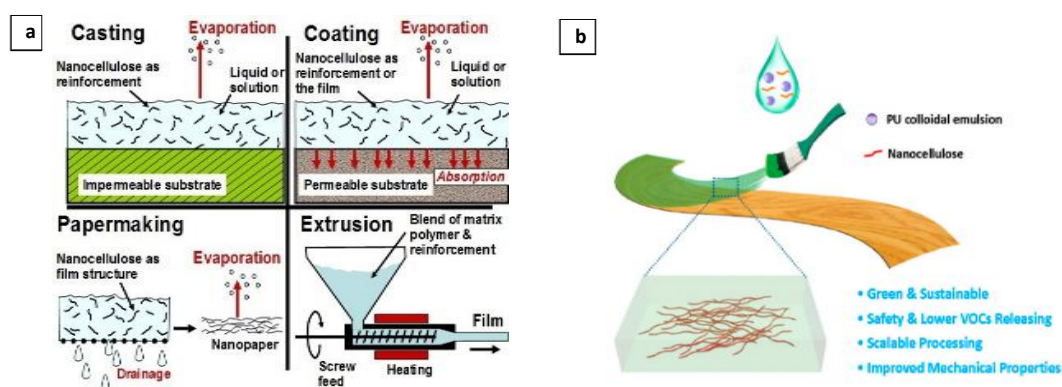 a
Casting
Evaporation
Nanocellulose as
reinforcement
Liquid or
solution
Impermeable substrate
Coating
Evaporation
Nanocellulose as
reinforcement or
the film
Liquid or
solution
Absorption
Permeable substrate
Papermaking
Nanocellulose as
film structure
Evaporation
Nanopaper
Drainage
Extrusion
Blend of matrix
polymer &
reinforcement
Film
Screw
feed
Heating
b
PU colloidal emulsion
Nanocellulose
• Green & Sustainable
• Safety & Lower VOCs Releasing
• Scalable Processing
• Improved Mechanical Properties